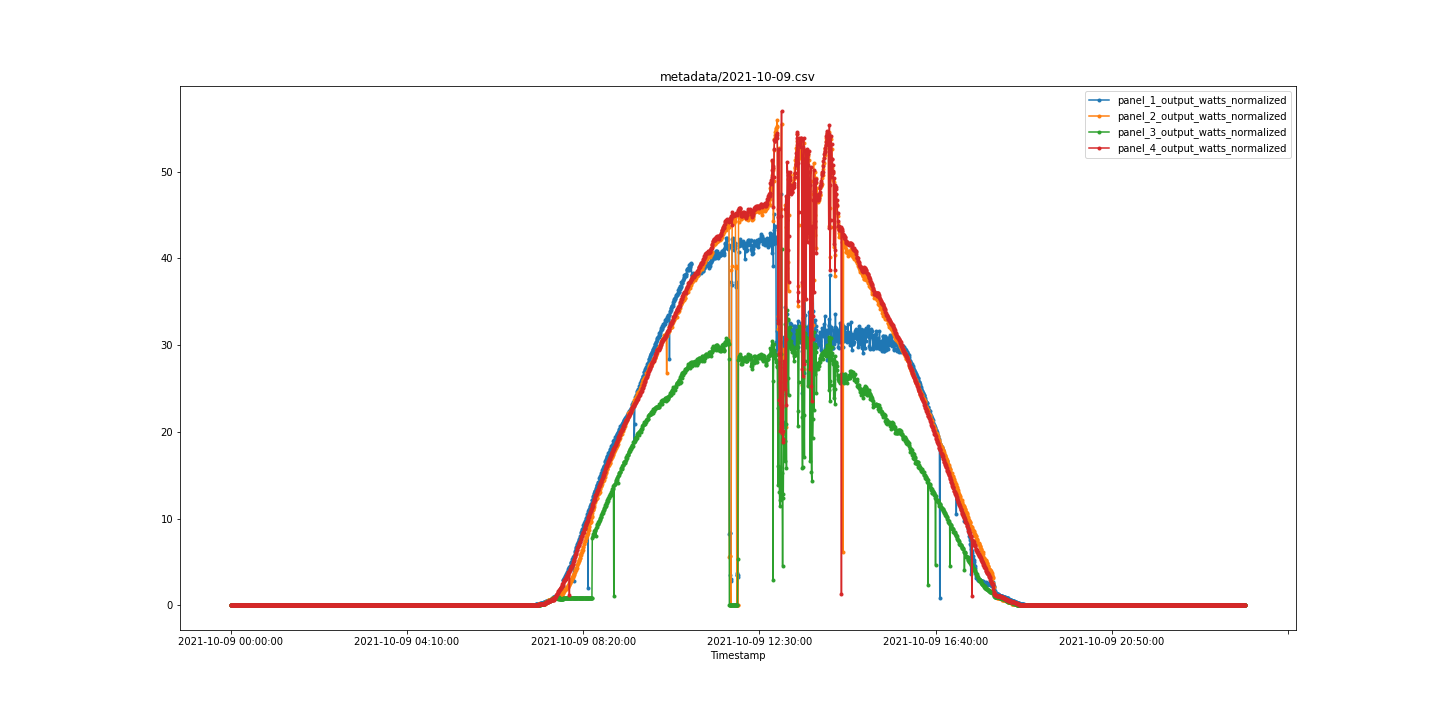 metadata/2021-10-09.csv
panel_1_output_watts_normalized
panel_2_output_watts_normalized
panel_3_output_watts_normalized
panel_4_output_watts_normalized
50
40
30
20
10
0
2021-10-09 00:00:00 2021-10-09 04:10:00 2021-10-09 08:20:00 2021-10-09 12:30:00 2021-10-09 16:40:00 2021-10-09 20:50:00
Timestamp